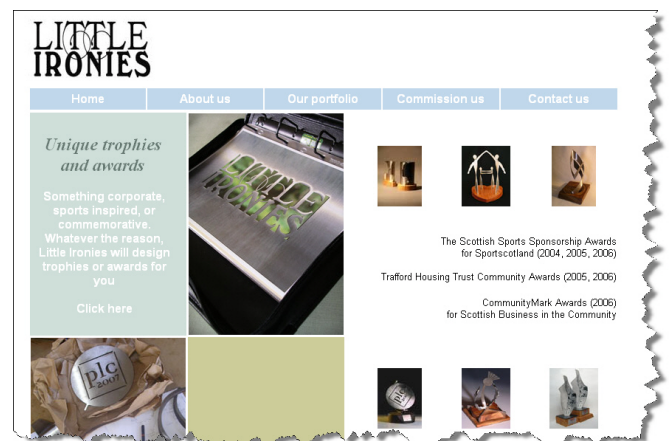 LITTLE
IRONIES
Home About us Our portfolio Commission us Contact us
Unique trophies
and awards
Something corporate,
sports inspired, or
commemorative.
Whatever the reason,
Little Ironies will design
trophies or awards for
you
Click here
LITTLE
IRONIES
The Scottish Sports Sponsorship Awards
for Sportscotland (2004, 2005, 2006)
Trafford Housing Trust Community Awards (2005, 2006)
CommunityMark Awards (2006)
for Scottish Business in the Community
plc
2007
plc